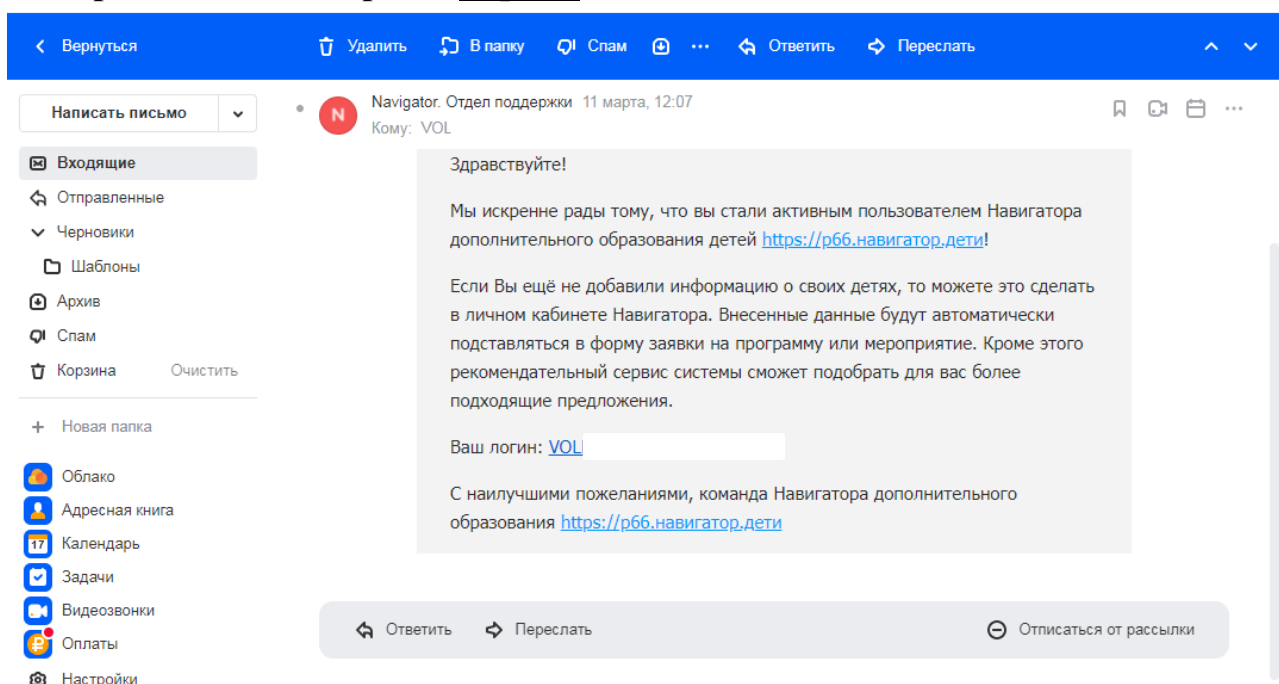 Вернуться
Удалить
В папку
Спам
Ответить
Переслать
Написать письмо
Входящие
Отправленные
Черновики
Шаблоны
Архив
Спам
Корзина
Очистить
Новая папка
Облако
Адресная книга
17
Календарь
Задачи
Видеозвонки
Оплаты
Настройки
N
Navigator. Отдел поддержки 11 марта, 12:07
Кому: VOL
Здравствуйте!
Мы искренне рады тому, что вы стали активным пользователем Навигатора
дополнительного образования детей https://р66.навигатор.дети!
Если Вы ещё не добавили информацию о своих детях, то можете это сделать
в личном кабинете Навигатора. Внесенные данные будут автоматически
подставляться в форму заявки на программу или мероприятие. Кроме этого
рекомендательный сервис системы сможет подобрать для вас более
подходящие предложения.
Ваш логин: VOL
С наилучшими пожеланиями, команда Навигатора дополнительного
образования https://р66.навигатор.дети
Ответить
Переслать
Отписаться от рассылки